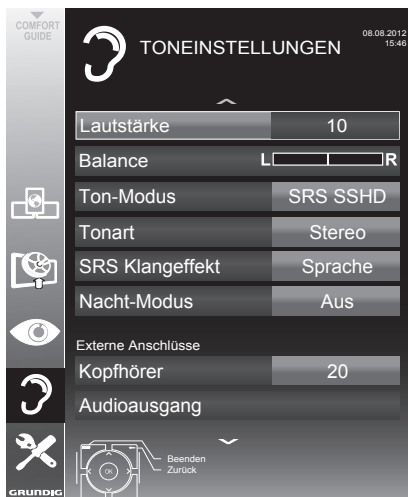 COMFORT
GUIDE
TONEINSTELLUNGEN
08.08.2012
15:46
Lautstärke 10
Balance L R
Ton-Modus SRS SSHD
Tonart Stereo
SRS Klangeffekt Sprache
Nacht-Modus Aus
Externe Anschlüsse
Kopfhörer 20
Audioausgang
OK
Beenden
Zurück
GRUNDIG